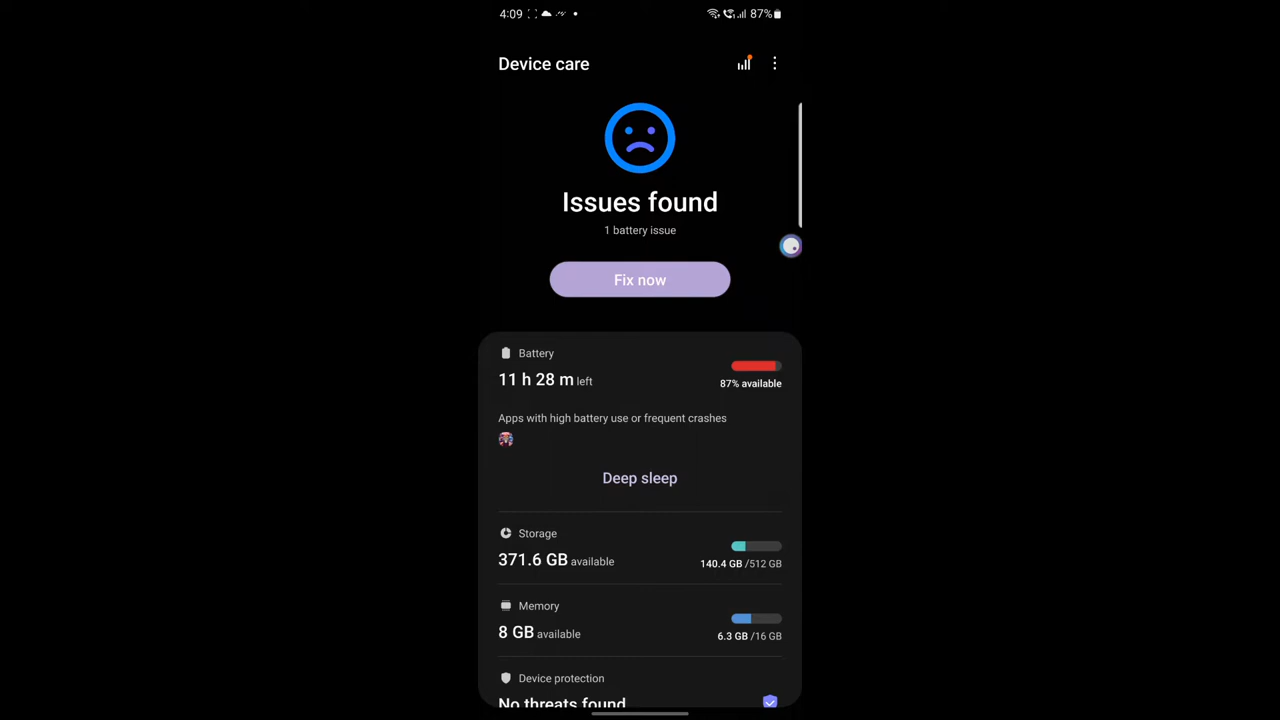 4:09 87%
Device care
Issues found
1 battery issue
Fix now
Battery
11 h 28 m left
87% available
Apps with high battery use or frequent crashes
Deep sleep
Storage
371.6 GB available
140.4 GB /512 GB
Memory
8 GB available
6.3 GB /16 GB
Device protection
No threats found